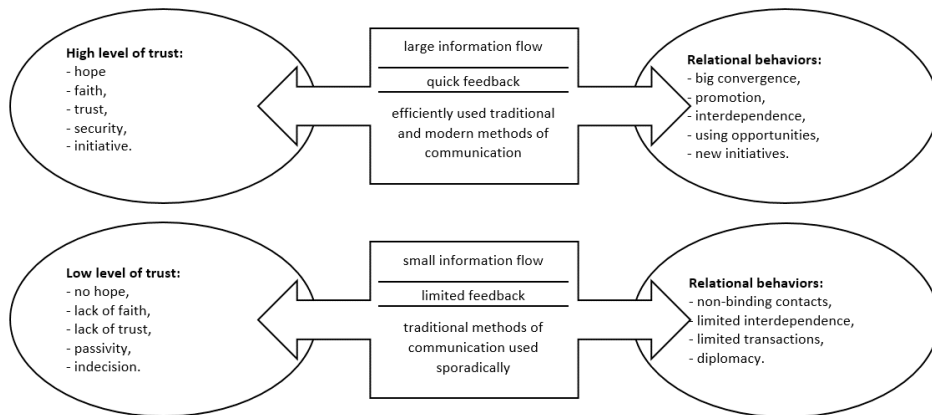 High level of trust:
- hope
- faith,
- trust,
- security,
- initiative.
large information flow
quick feedback
efficiently used traditional
and modern methods of
communication
Relational behaviors:
- big convergence,
- promotion,
- interdependence,
- using opportunities,
- new initiatives.
Low level of trust:
- no hope,
- lack of faith,
- lack of trust,
- passivity,
- indecision.
small information flow
limited feedback
traditional methods of
communication used
sporadically
Relational behaviors:
- non-binding contacts,
- limited interdependence,
- limited transactions,
- diplomacy.